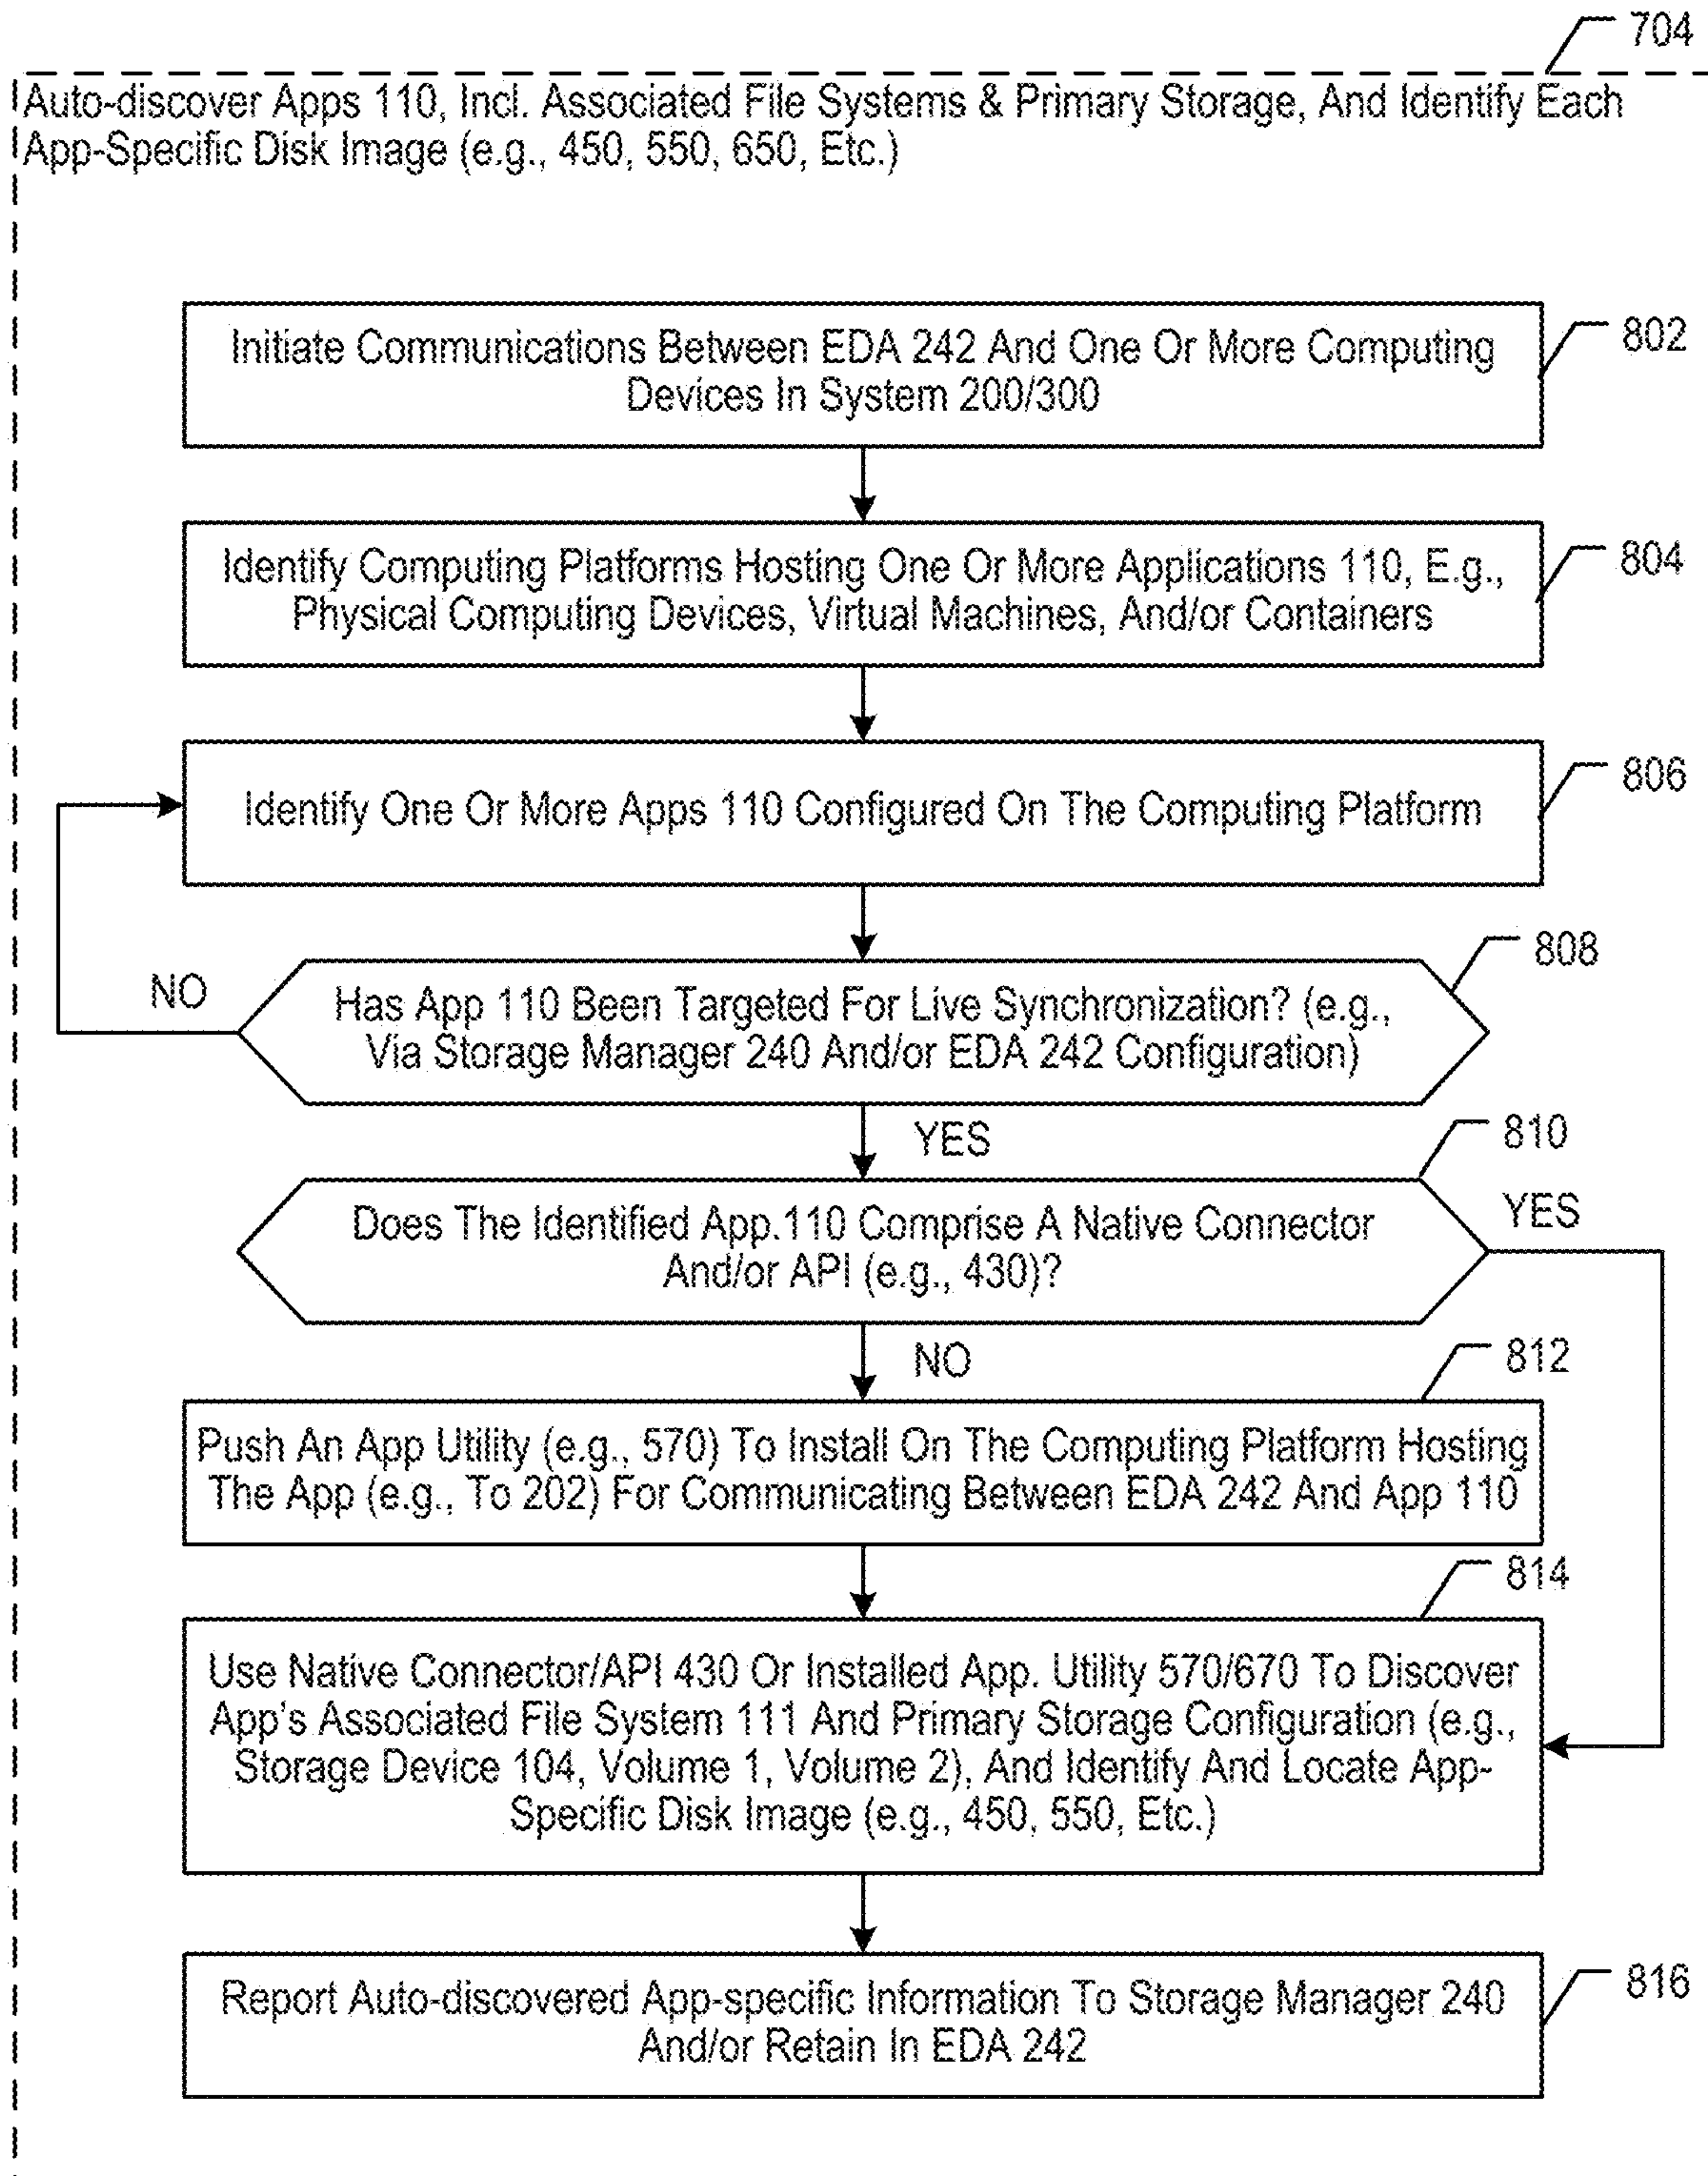 704
Auto-discover Apps 110, Incl. Associated File Systems & Primary Storage, And Identify Each
App-Specific Disk Image (e.g., 450, 550, 650, Etc.)
Initiate Communications Between EDA 242 And One Or More Computing
Devices In System 200/300
802
Identify Computing Platforms Hosting One Or More Applications 110, E.g.,
Physical Computing Devices, Virtual Machines, And/or Containers
804
Identify One Or More Apps 110 Configured On The Computing Platform
806
808
NO
Has App 110 Been Targeted For Live Synchronization? (e.g.,
Via Storage Manager 240 And/or EDA 242 Configuration)
YES
810
Does The Identified App.110 Comprise A Native Connector
And/or API (e.g., 430)?
YES
NO
812
Push An App Utility (e.g., 570) To Install On The Computing Platform Hosting
The App (e.g., To 202) For Communicating Between EDA 242 And App 110
814
Use Native Connector/API 430 Or Installed App. Utility 570/670 To Discover
App's Associated File System 111 And Primary Storage Configuration (e.g.,
Storage Device 104, Volume 1, Volume 2), And Identify And Locate App-
Specific Disk Image (e.g., 450, 550, Etc.)
Report Auto-discovered App-specific Information To Storage Manager 240
And/or Retain In EDA 242
816